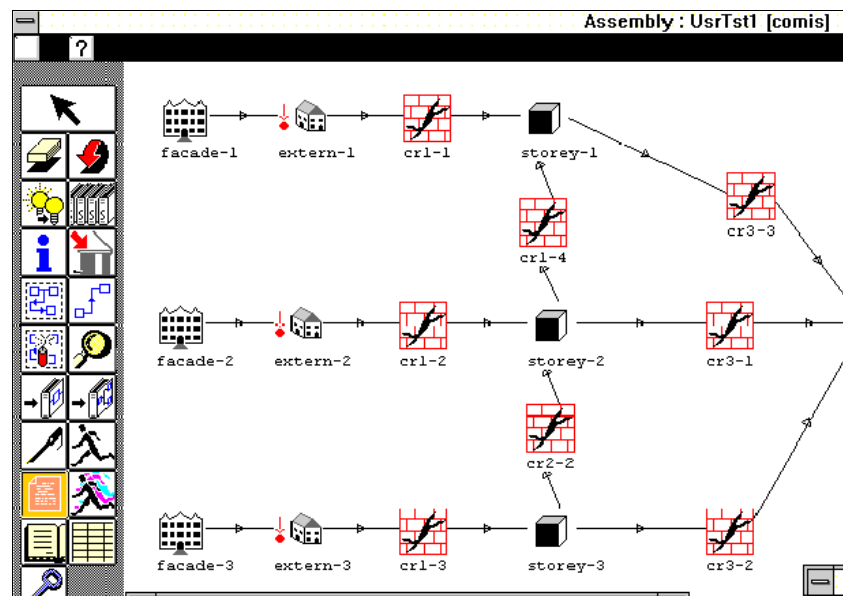 Assembly : UsrTst1 [comis]
?
facade-1 extern-1 cr1-1 storey-1
cr3-3
cr1-4
facade-2 extern-2 cr1-2 storey-2 cr3-1
cr2-2
facade-3 extern-3 cr1-3 storey-3 cr3-2